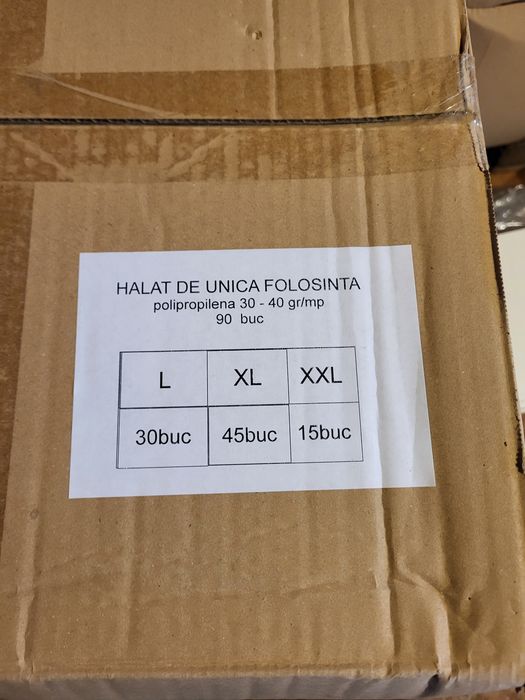 HALAT DE UNICA FOLOSINTA
polipropilena 30 - 40 gr/mp
90 buc
L XL XXL
30buc 45buc 15buc